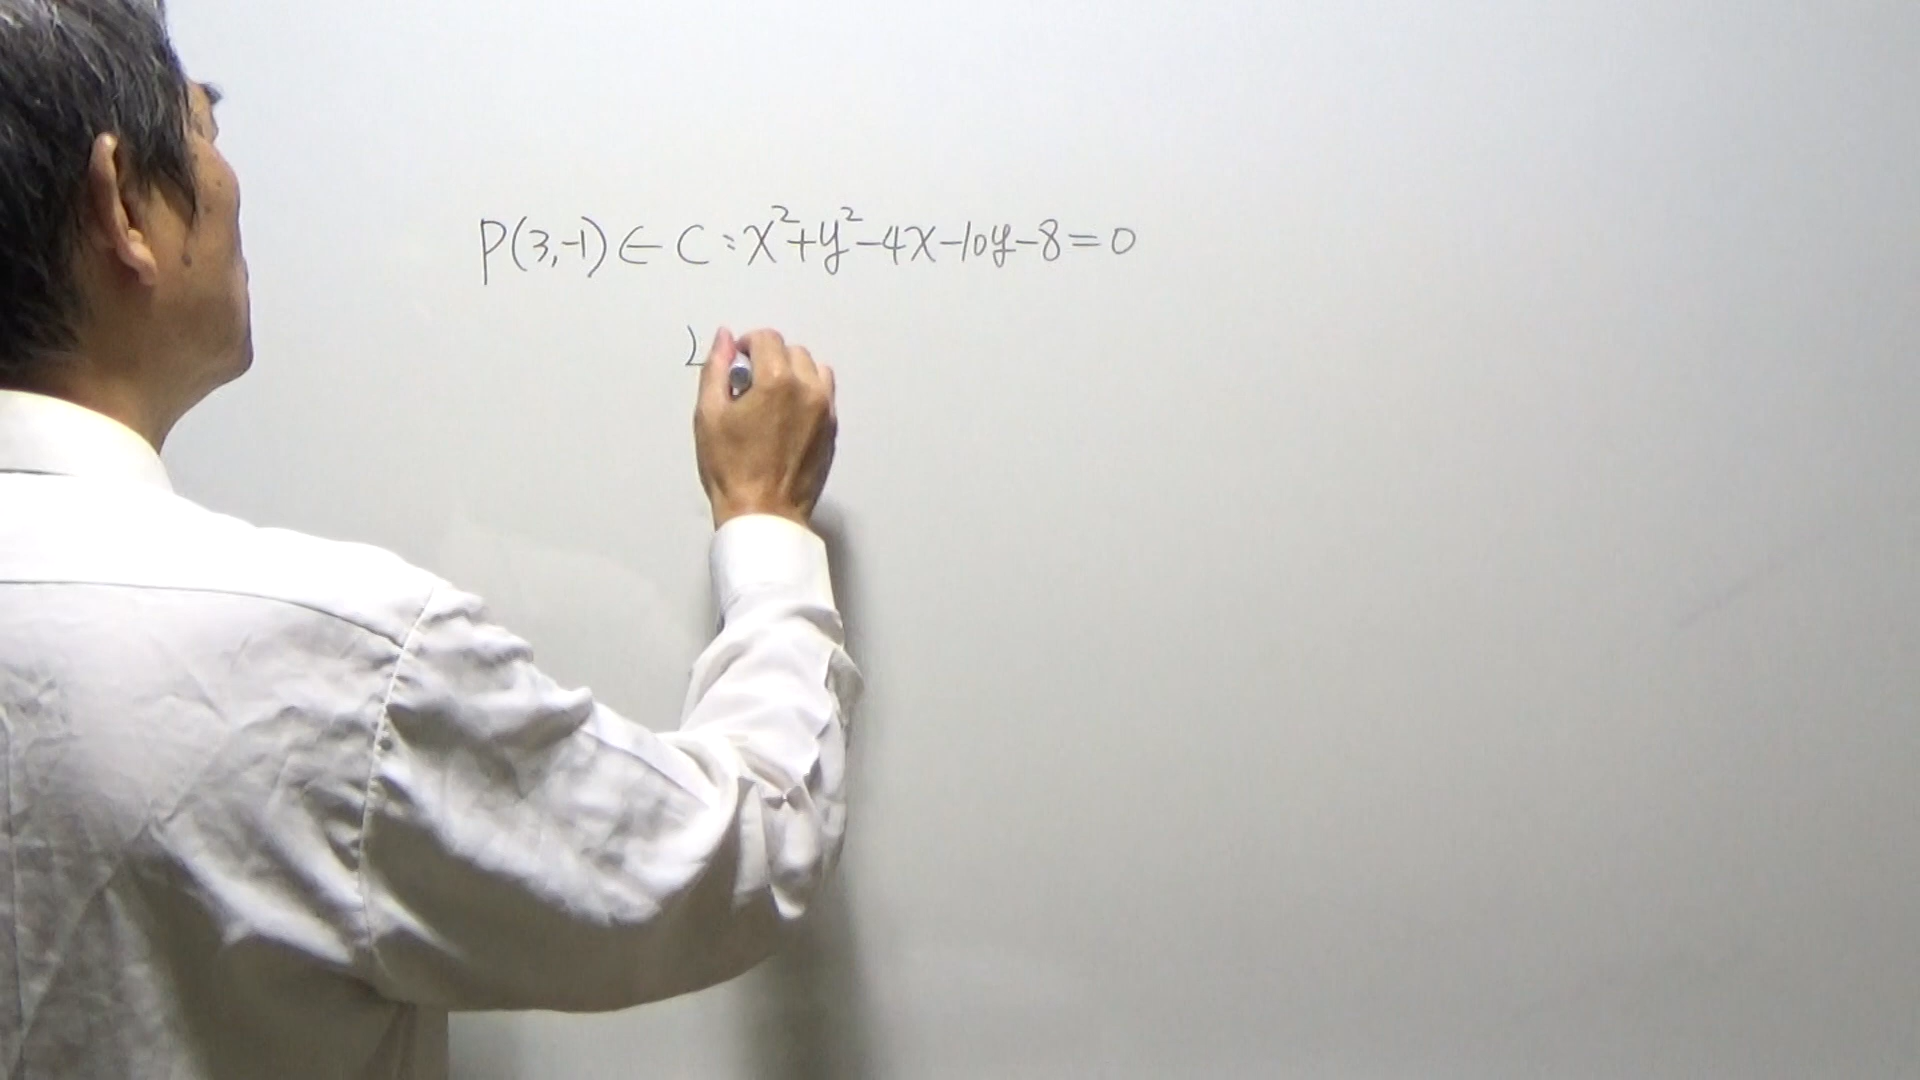 P(3,-1) ∈ C : x²+y²-4x-10y-8=0